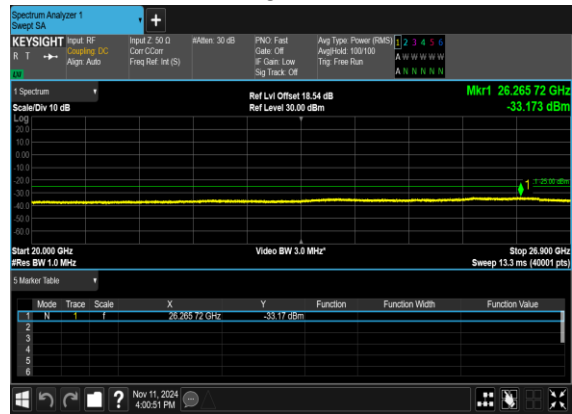 Spectrum Analyzer 1
Swept SA
+
KEYSIGHT Input: RF Input Z: 50 Ω #Atten: 30 dB PNO: Fast Avg Type: Power (RMS) 1 2 3 4 5 6
R T Coupling: DC Corr CCorr Gate: Off Avg|Hold: 100/100 A W W W W W
Align: Auto Freq Ref: Int (S) IF Gain: Low Trig: Free Run
LW Sig Track: Off A N N N N N
1 Spectrum Ref Lvl Offset 18.54 dB Mkr1 26.265 72 GHz
Scale/Div 10 dB Ref Level 30.00 dBm -33.173 dBm
Log
20.0
10.0
0.00
-10.0
-20.0
1 -25.00 dBm
-30.0
-40.0
-50.0
-60.0
Start 20.000 GHz Video BW 3.0 MHz* Stop 26.900 GHz
#Res BW 1.0 MHz Sweep 13.3 ms (40001 pts)
5 Marker Table
Mode Trace Scale X Y Function Function Width Function Value
1 N 1 f 26.265 72 GHz -33.17 dBm
2
3
4
5
6
? Nov 11, 2024
4:00:51 PM